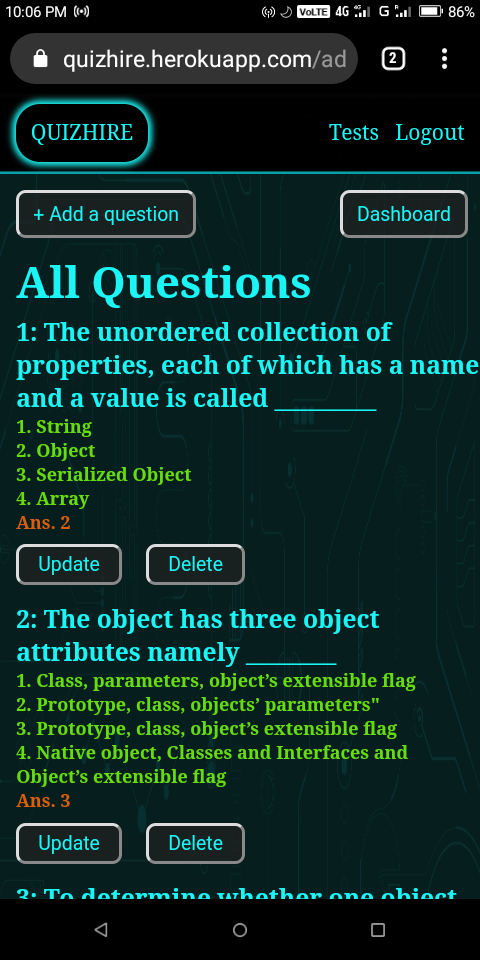 10:06 PM VoLTE 4G 4G G R 86%
quizhire.herokuapp.com/ad 2
QUIZHIRE Tests Logout
+ Add a question Dashboard
All Questions
1: The unordered collection of
properties, each of which has a name
and a value is called __________
1. String
2. Object
3. Serialized Object
4. Array
Ans. 2
Update Delete
2: The object has three object
attributes namely _________
1. Class, parameters, object’s extensible flag
2. Prototype, class, objects’ parameters"
3. Prototype, class, object’s extensible flag
4. Native object, Classes and Interfaces and
Object’s extensible flag
Ans. 3
Update Delete
3: To determine whether one object